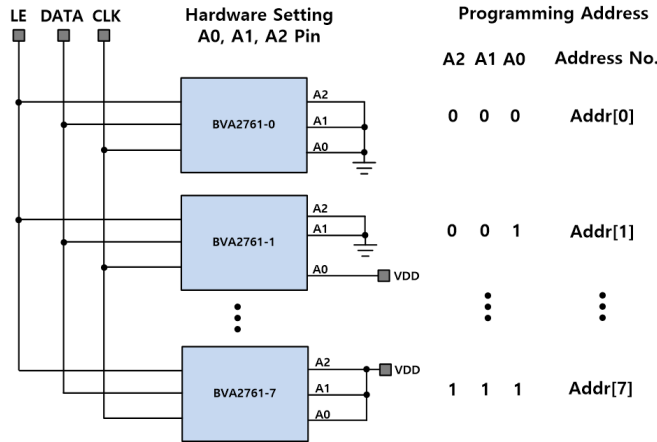 LE DATA CLK
Hardware Setting
A0, A1, A2 Pin
Programming Address
A2 A1 A0 Address No.
A2
BVA2761-0
A1
A0
0 0 0 Addr[0]
A2
BVA2761-1
A1
A0
VDD
0 0 1 Addr[1]
A2
VDD
BVA2761-7
A1
A0
1 1 1 Addr[7]